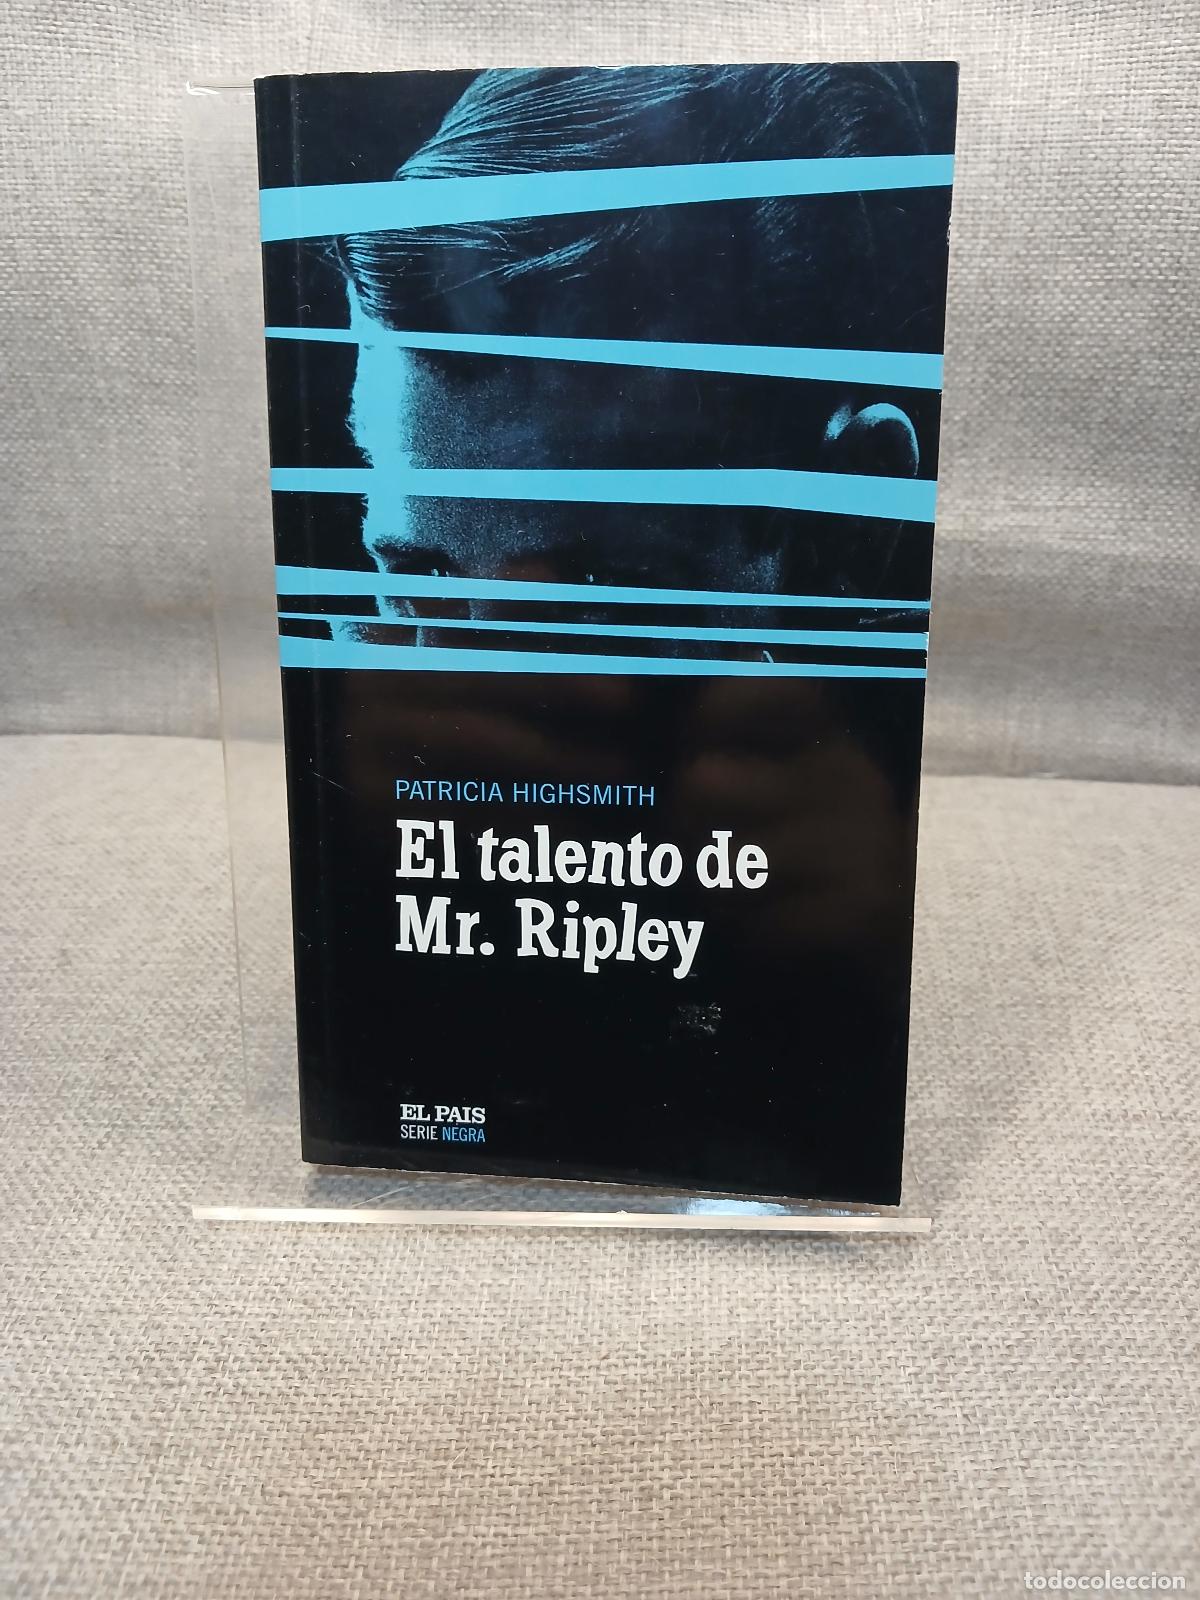 PATRICIA HIGHSMITH
El talento de
Mr. Ripley
EL PAIS
SERIE NEGRA
todocoleccion